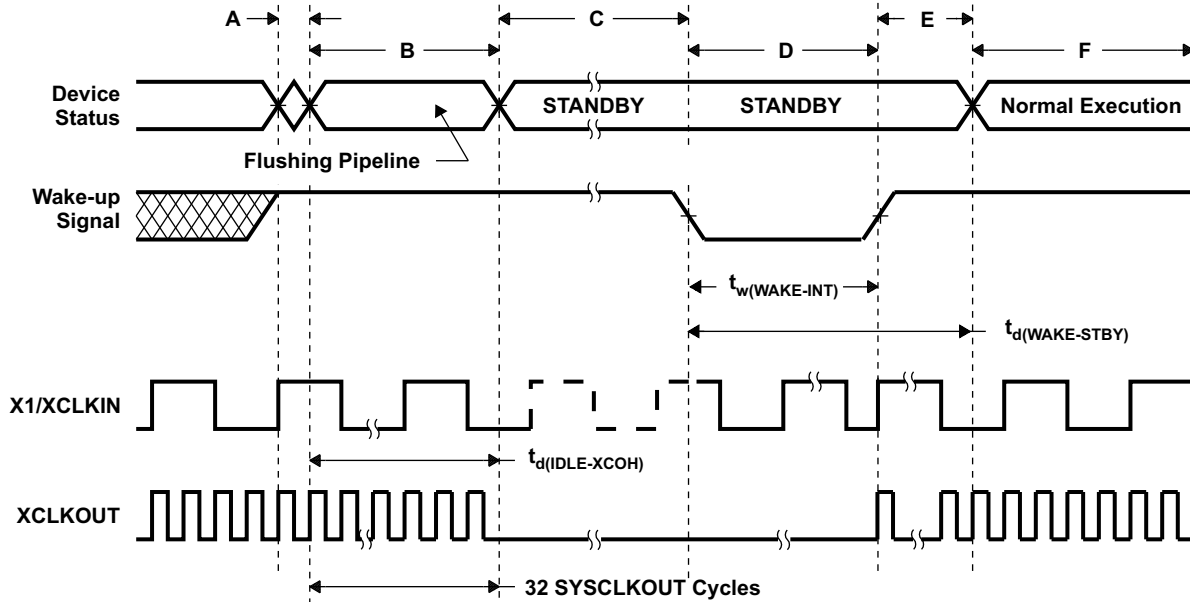 A
B
C
D
E
F
Device
Status
STANDBY
STANDBY
Normal Execution
Flushing Pipeline
Wake-up
Signal
tw(WAKE-INT)
td(WAKE-STBY)
X1/XCLKIN
td(IDLE-XCOH)
XCLKOUT
32 SYSCLKOUT Cycles